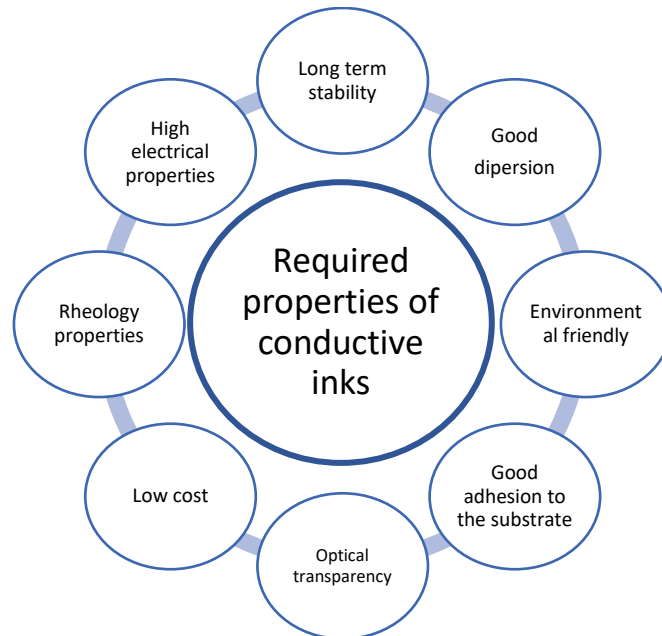 Long term
stability
Good
dipersion
Environment
al friendly
Good
adhesion to
the substrate
Optical
transparency
Low cost
Rheology
properties
High
electrical
properties
Required
properties of
conductive
inks